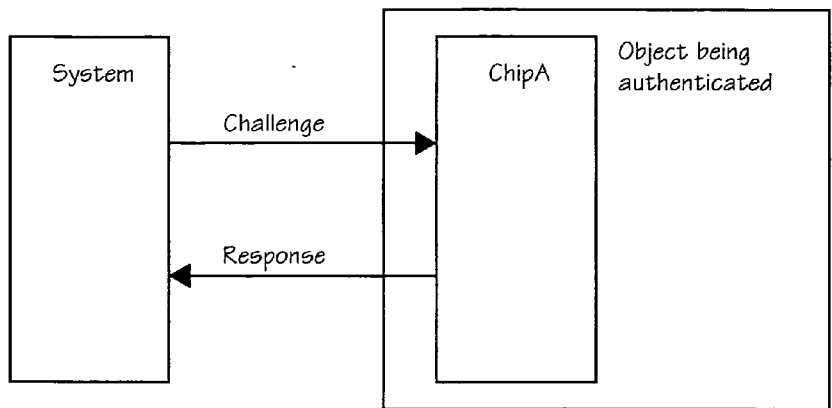 System
ChipA
Object being
authenticated
Challenge
Response